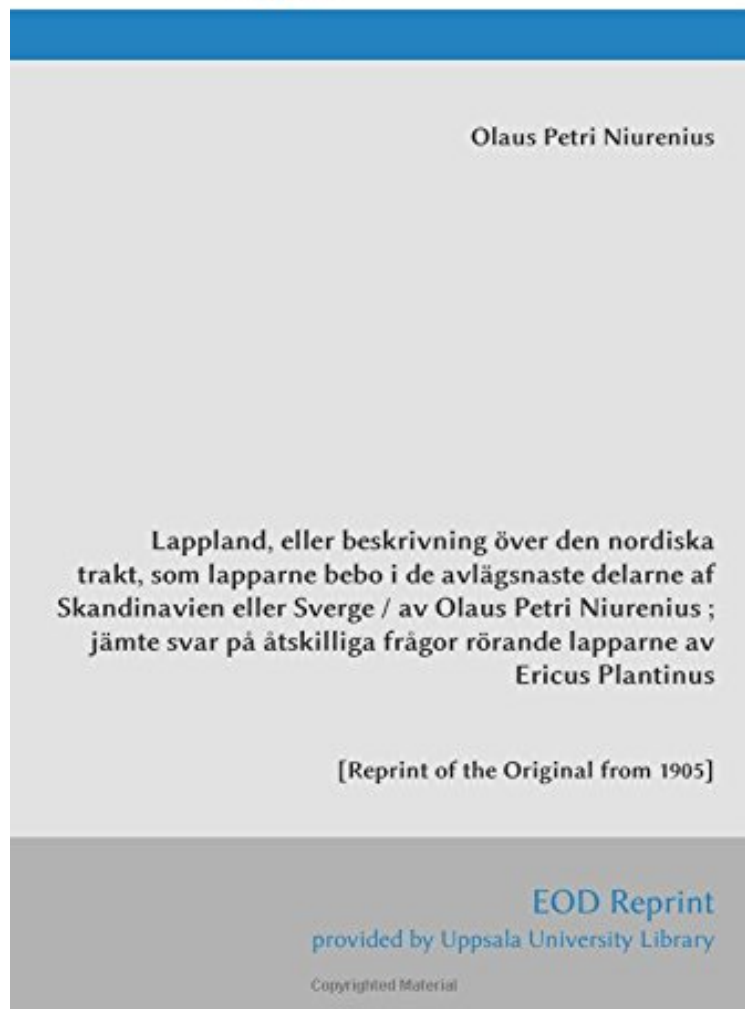 Olaus Petri Niurenius
Lappland, eller beskrivning över den nordiska
trakt, som lapparne bebo i de avlägsnaste delarne af
Skandinavien eller Sverge / av Olaus Petri Niurenius ;
jämte svar på åtskilliga frågor rörande lapparne av
Ericus Plantinus
[Reprint of the Original from 1905]
EOD Reprint
provided by Uppsala University Library
Copyrighted Material